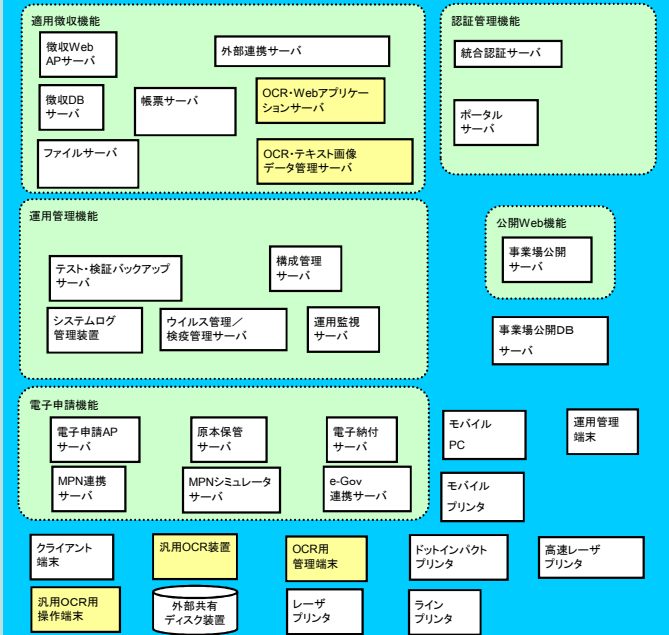 適用徴収機能
徴収Web
APサーバ
外部連携サーバ
徴収DB
サーバ
帳票サーバ
OCR・Webアプリケー
ションサーバ
ファイルサーバ
OCR・テキスト画像
データ管理サーバ
認証管理機能
統合認証サーバ
ポータル
サーバ
運用管理機能
テスト・検証バックアップ
サーバ
構成管理
サーバ
システムログ
管理装置
ウイルス管理／
検疫管理サーバ
運用監視
サーバ
公開Web機能
事業場公開
サーバ
事業場公開DB
サーバ
電子申請機能
電子申請AP
サーバ
原本保管
サーバ
電子納付
サーバ
MPN連携
サーバ
MPNシミュレータ
サーバ
e-Gov
連携サーバ
モバイル
PC
運用管理
端末
モバイル
プリンタ
クライアント
端末
汎用OCR装置
OCR用
管理端末
ドットインパクト
プリンタ
高速レーザ
プリンタ
汎用OCR用
操作端末
外部共有
ディスク装置
レーザ
プリンタ
ライン
プリンタ